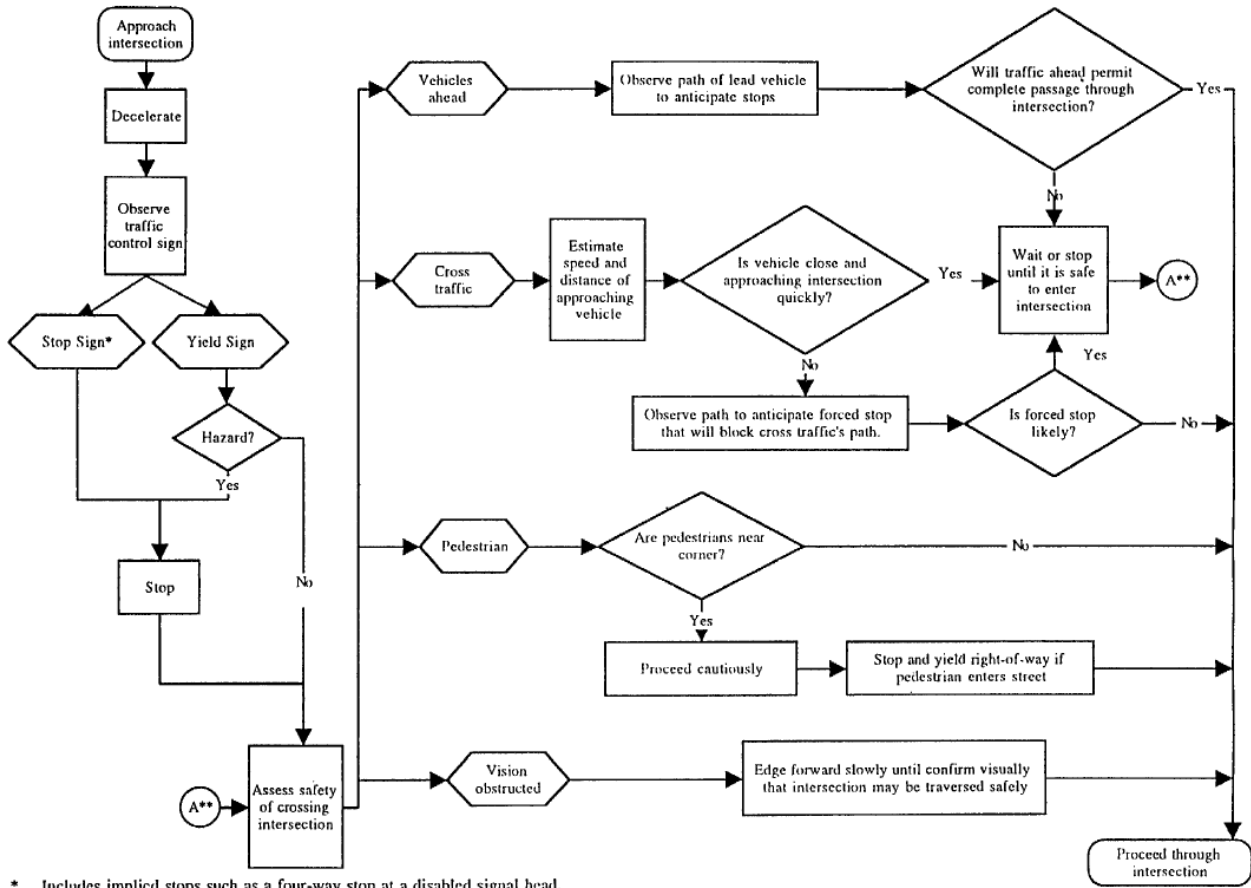 Approach
intersection
Decelerate
Observe
traffic
control sign
Stop Sign*
Yield Sign
Hazard?
Yes
No
Stop
A**
Assess safety
of crossing
intersection
Vehicles
ahead
Observe path of lead vehicle
to anticipate stops
Will traffic ahead permit
complete passage through
intersection?
Yes
No
Cross
traffic
Estimate
speed and
distance of
approaching
vehicle
Is vehicle close and
approaching intersection
quickly?
Yes
Wait or stop
until it is safe
to enter
intersection
A**
No
Yes
Observe path to anticipate forced stop
that will block cross traffic's path.
Is forced stop
likely?
No
Pedestrian
Are pedestrians near
corner?
No
Yes
Proceed cautiously
Stop and yield right-of-way if
pedestrian enters street
Vision
obstructed
Edge forward slowly until confirm visually
that intersection may be traversed safely
Proceed through
intersection
* Includes implied stops such as a four-way stop at a disabled signal head